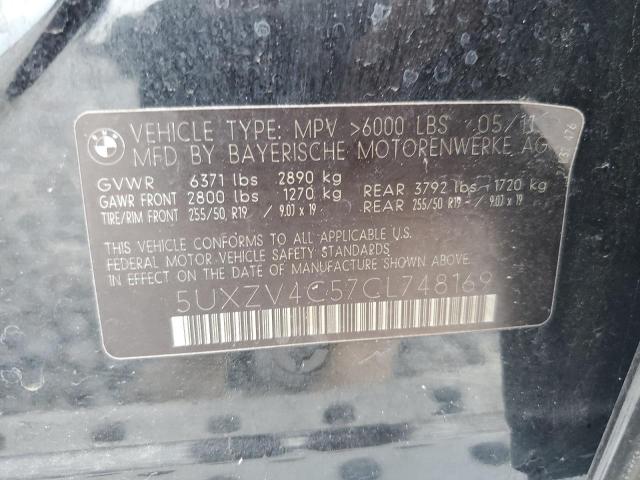 BMW
VEHICLE TYPE: MPV >6000 LBS 05/11
MFD BY BAYERISCHE MOTORENWERKE AG
GVWR 6371 lbs 2890 kg
GAWR FRONT 2800 lbs 1270 kg REAR 3792 lbs 1720 kg
TIRE/RIM FRONT 255/50 R19 / 9.0J x 19 REAR 255/50 R19 / 9.0J x 19
THIS VEHICLE CONFORMS TO ALL APPLICABLE U.S.
FEDERAL MOTOR VEHICLE SAFETY STANDARDS IN EFFECT
ON THE DATE OF MANUFACTURE SHOWN ABOVE.
5UXZV4C57CL748169